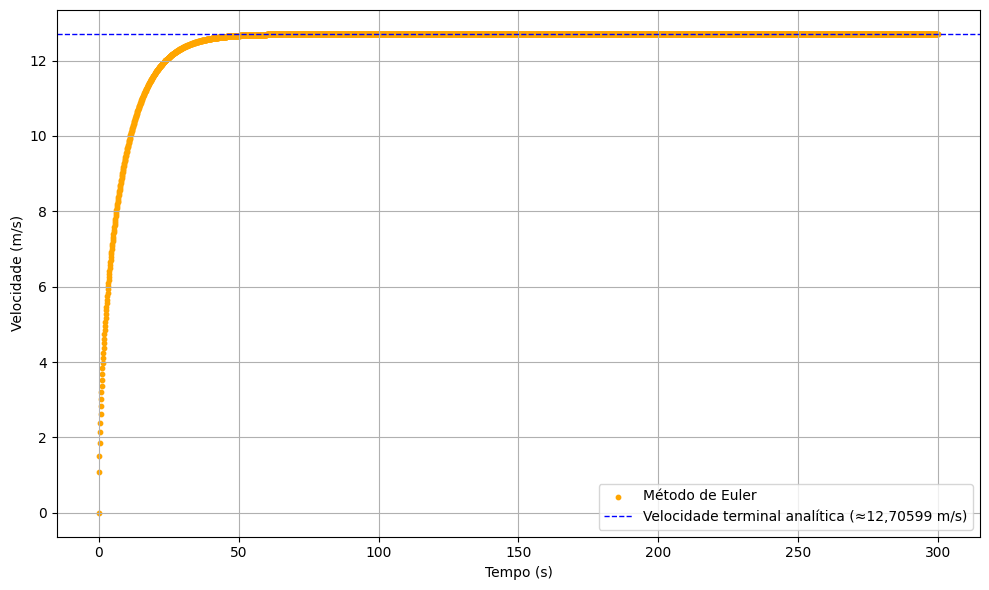 12
10
8
6
4
2
0
Velocidade (m/s)
0 50 100 150 200 250 300
Tempo (s)
Método de Euler
Velocidade terminal analítica (≈12,70599 m/s)